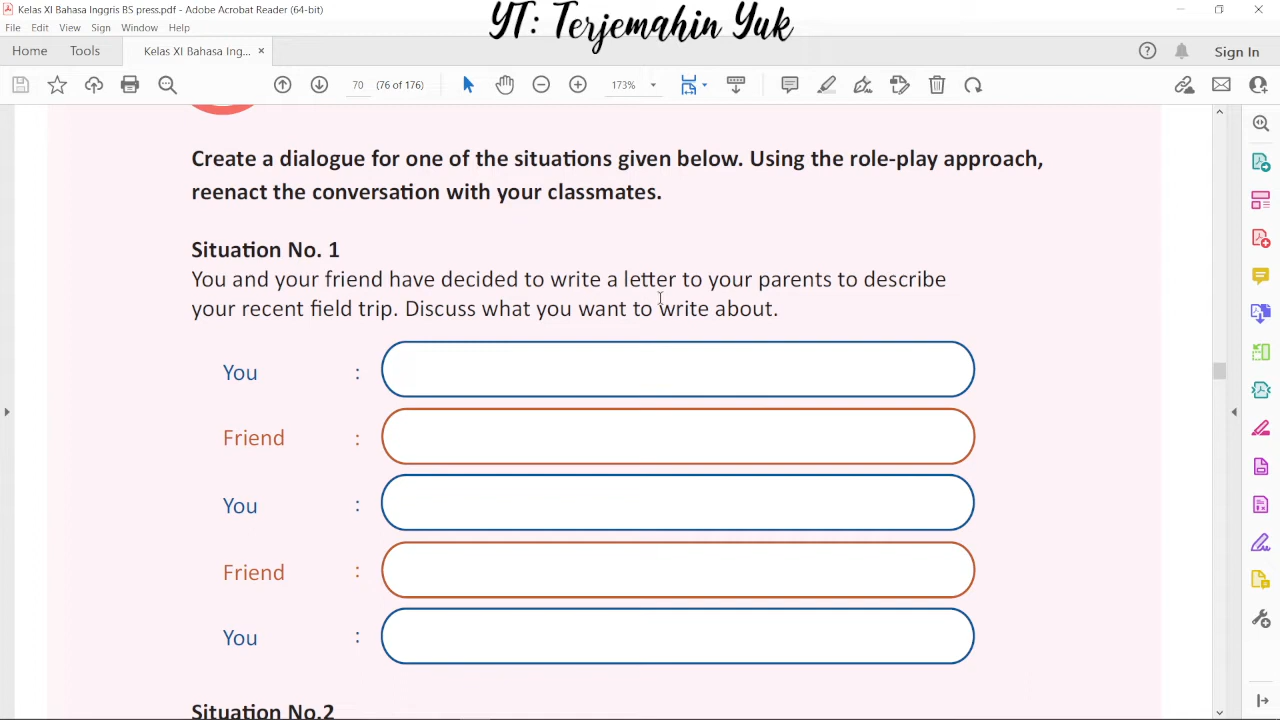 Kelas XI Bahasa Inggris BS press.pdf - Adobe Acrobat Reader (64-bit)
YT: Terjemahin Yuk
File Edit View Sign Window Help
Home Tools Kelas XI Bahasa Ing... × Sign In
70 (76 of 176) 173%
Create a dialogue for one of the situations given below. Using the role-play approach,
reenact the conversation with your classmates.
Situation No. 1
You and your friend have decided to write a letter to your parents to describe
your recent field trip. Discuss what you want to write about.
You :
Friend :
You :
Friend :
You :
Situation No.2